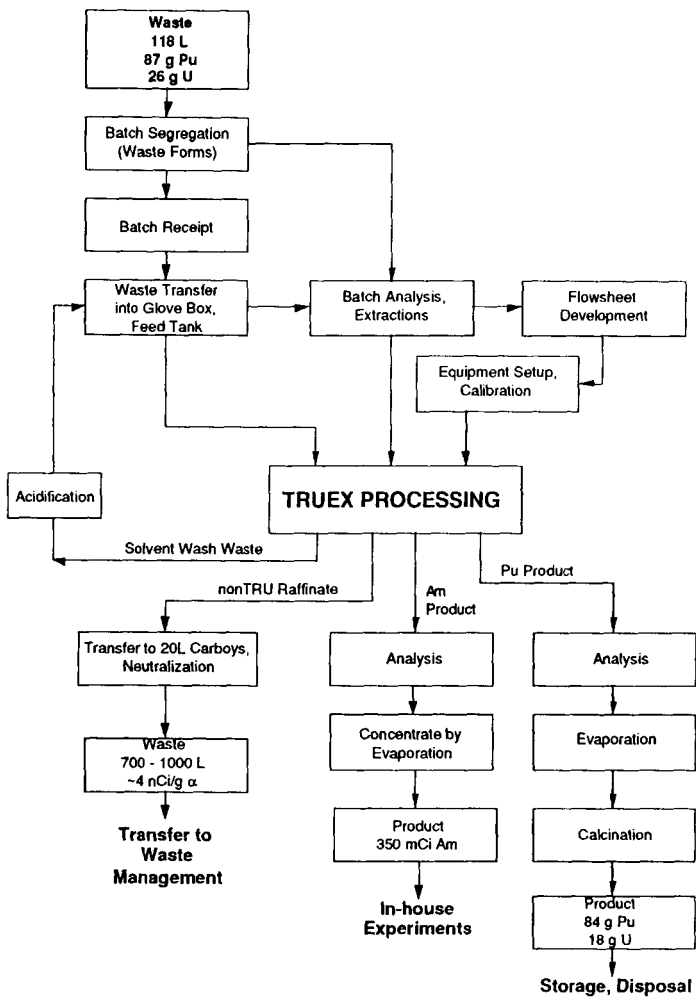 Waste
118 L
87 g Pu
26 g U
Batch Segregation
(Waste Forms)
Batch Receipt
Waste Transfer
into Glove Box,
Feed Tank
Batch Analysis,
Extractions
Flowsheet
Development
Equipment Setup,
Calibration
Acidification
TRUEX PROCESSING
Solvent Wash Waste
nonTRU Raffinate
Am
Product
Pu Product
Transfer to 20L Carboys,
Neutralization
Analysis
Analysis
Waste
700 - 1000 L
~4 nCi/g α
Concentrate by
Evaporation
Evaporation
Transfer to
Waste
Management
Product
350 mCi Am
Calcination
In-house
Experiments
Product
84 g Pu
18 g U
Storage, Disposal